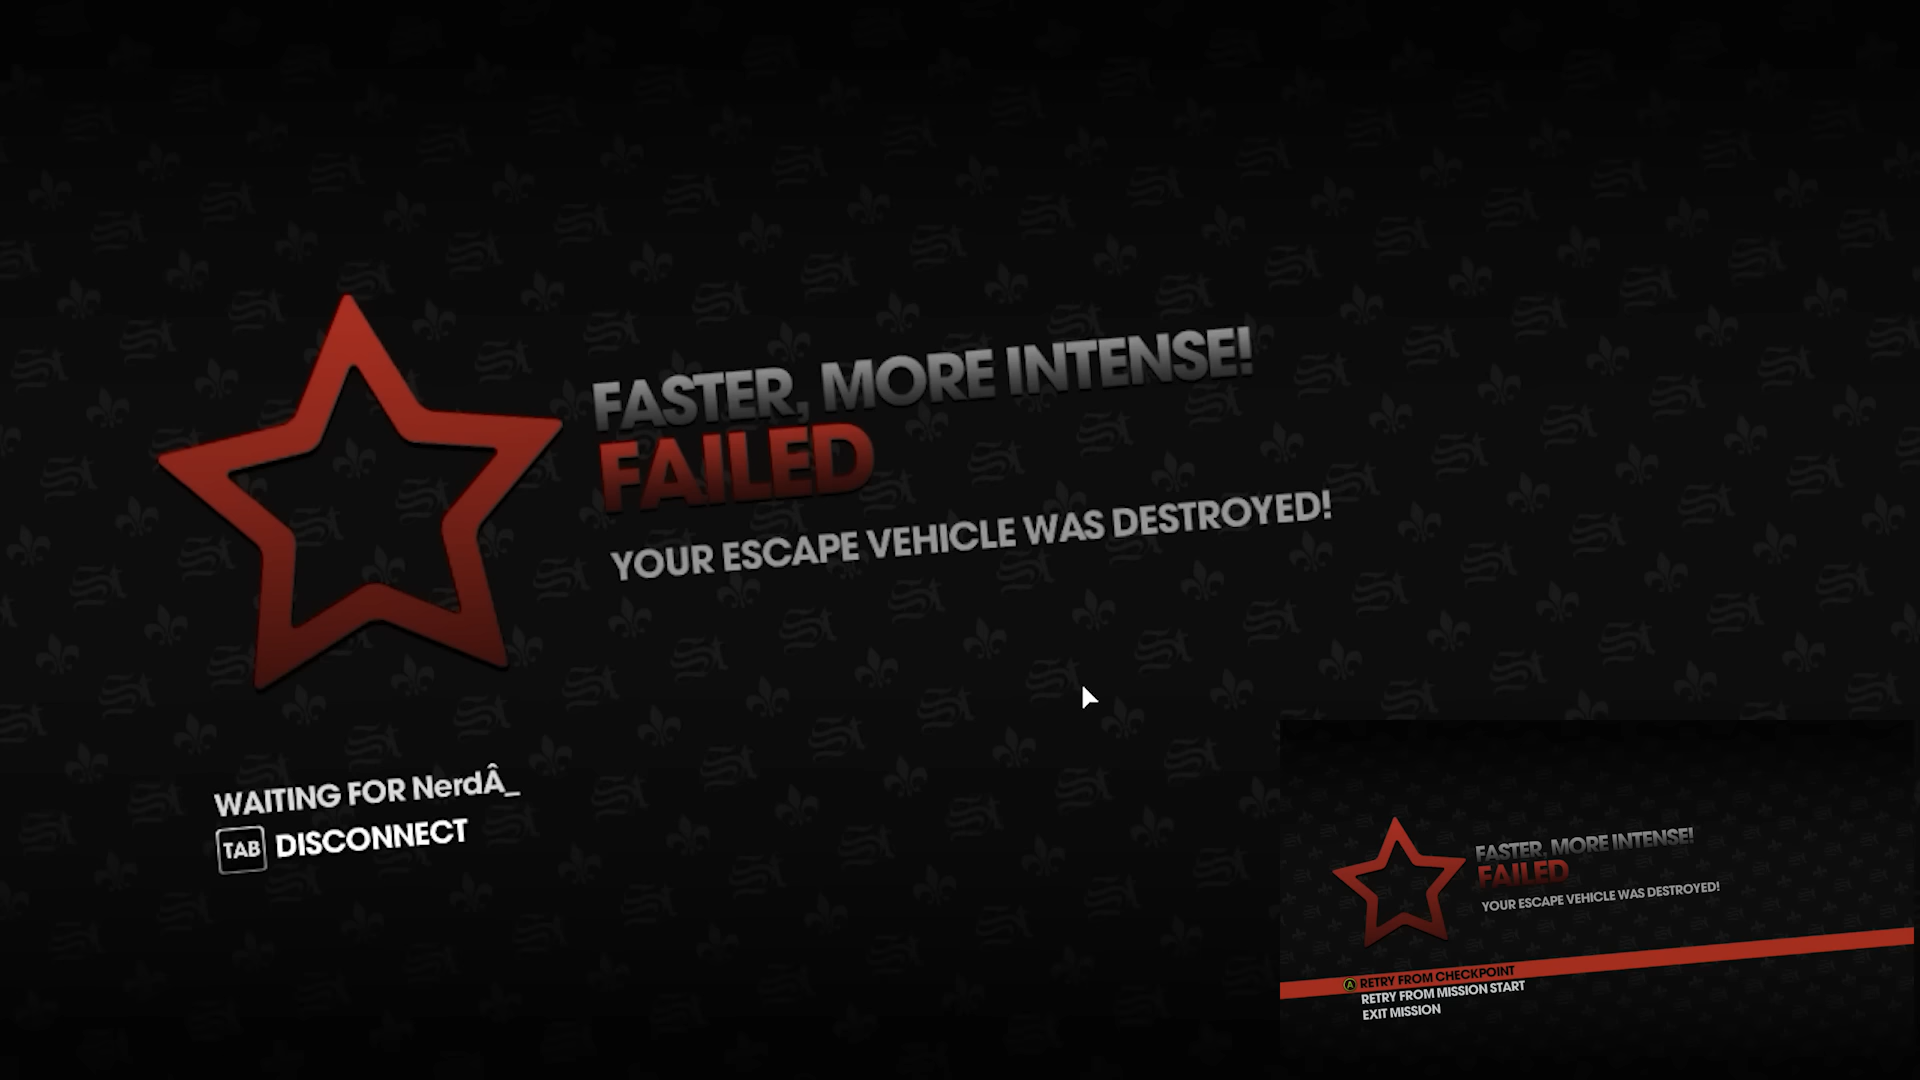 FASTER, MORE INTENSE!
FAILED
YOUR ESCAPE VEHICLE WAS DESTROYED!
WAITING FOR NerdÂ_
TAB DISCONNECT
FASTER, MORE INTENSE!
FAILED
YOUR ESCAPE VEHICLE WAS DESTROYED!
A RETRY FROM CHECKPOINT
RETRY FROM MISSION START
EXIT MISSION